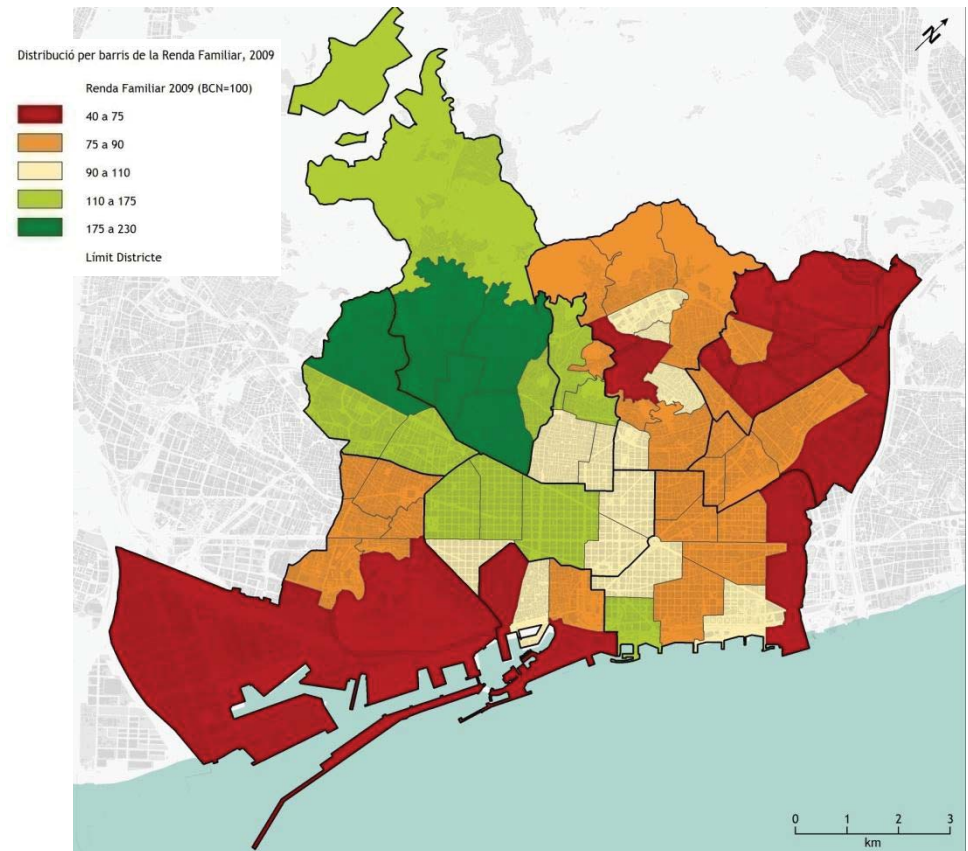 Distribució per barris de la Renda Familiar, 2009
Renda Familiar 2009 (BCN=100)
40 a 75
75 a 90
90 a 110
110 a 175
175 a 230
Límit Districte
N
0 1 2 3
km